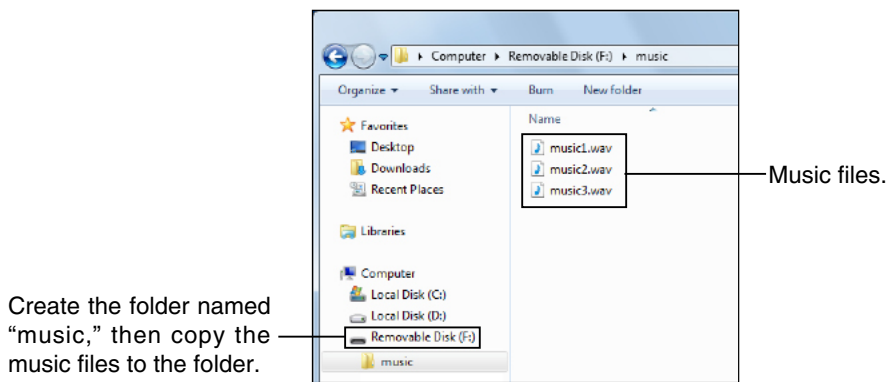 Computer Removable Disk (F:) music
Organize Share with Burn New folder
Favorites
Desktop
Downloads
Recent Places
Libraries
Computer
Local Disk (C:)
Local Disk (D:)
Removable Disk (F:)
music
Name
music1.wav
music2.wav
music3.wav
Music files.
Create the folder named
“music,” then copy the
music files to the folder.